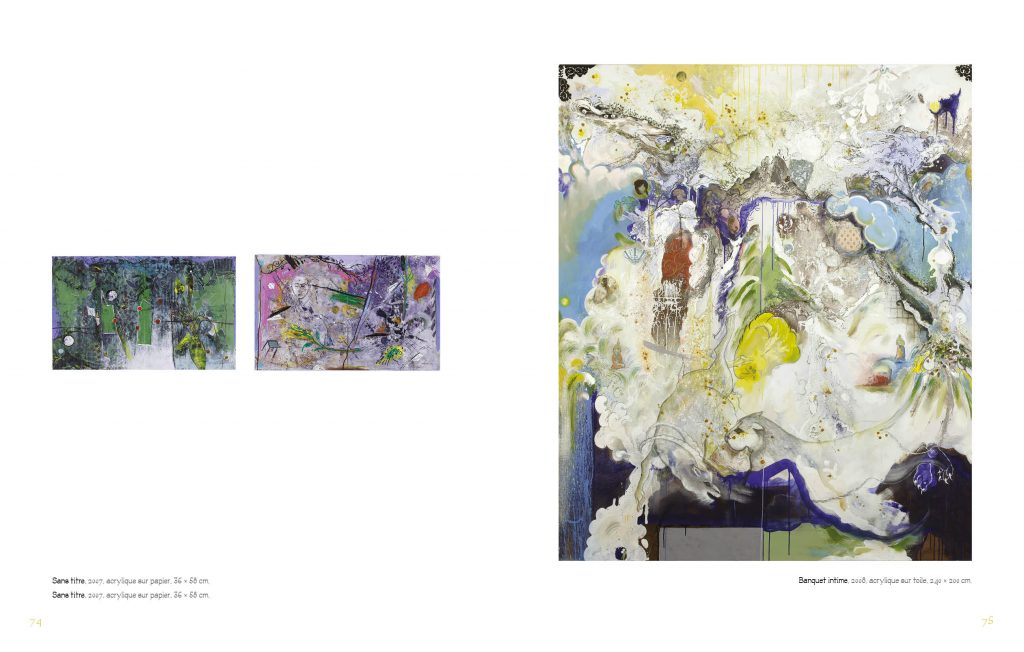 Sans titre, 2007, acrylique sur papier, 36 × 58 cm.
Sans titre, 2007, acrylique sur papier, 36 × 58 cm.
74
Banquet intime, 2008, acrylique sur toile, 240 × 200 cm.
75